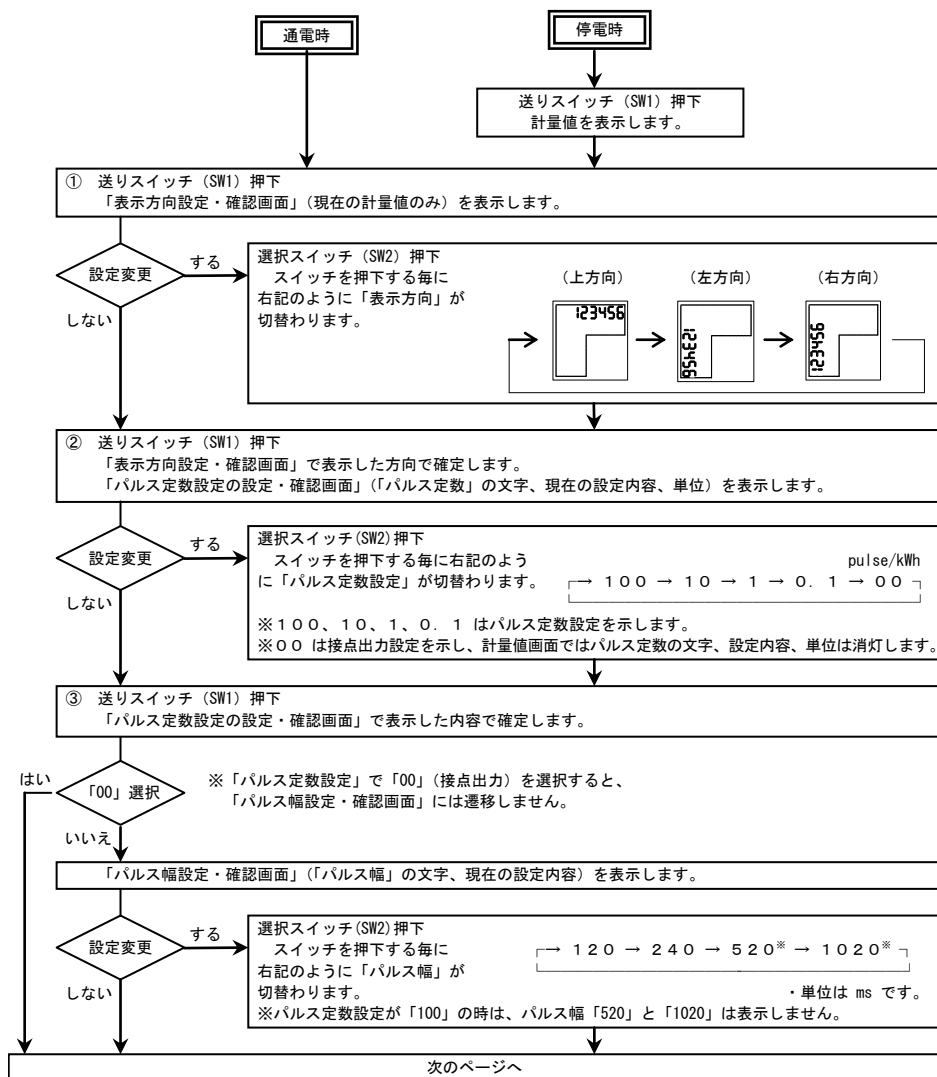 通電時
停電時
送りスイッチ（SW1）押下
計量値を表示します。
① 送りスイッチ（SW1）押下
「表示方向設定・確認画面」（現在の計量値のみ）を表示します。
設定変更
する
しない
選択スイッチ（SW2）押下
スイッチを押下する毎に
右記のように「表示方向」が
切替わります。
（上方向）
（左方向）
（右方向）
123456
123456
123456
② 送りスイッチ（SW1）押下
「表示方向設定・確認画面」で表示した方向で確定します。
「パルス定数設定の設定・確認画面」（「パルス定数」の文字、現在の設定内容、単位）を表示します。
設定変更
する
しない
選択スイッチ(SW2)押下
スイッチを押下する毎に右記のよう
に「パルス定数設定」が切替わります。
pulse/kWh
→ １００ → １０ → １ → ０．１ → ００
※１００、１０、１、０．１ はパルス定数設定を示します。
※００ は接点出力設定を示し、計量値画面ではパルス定数の文字、設定内容、単位は消灯します。
③ 送りスイッチ（SW1）押下
「パルス定数設定の設定・確認画面」で表示した内容で確定します。
はい
「00」選択
いいえ
※「パルス定数設定」で「00」（接点出力）を選択すると、
「パルス幅設定・確認画面」には遷移しません。
「パルス幅設定・確認画面」（「パルス幅」の文字、現在の設定内容）を表示します。
設定変更
する
しない
選択スイッチ(SW2)押下
スイッチを押下する毎に
右記のように「パルス幅」が
切替わります。
→ １２０ → ２４０ → ５２０※ → １０２０※
・単位は ms です。
※パルス定数設定が「100」の時は、パルス幅「520」と「1020」は表示しません。
次のページへ